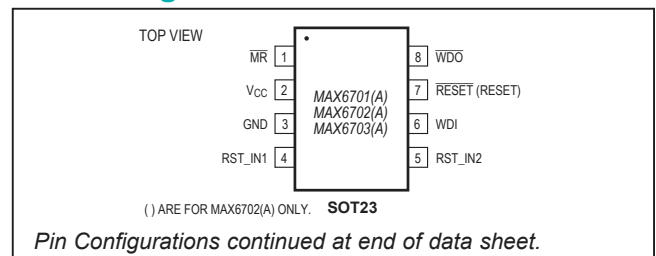 TOP VIEW
MR 1
8 WDO
VCC 2
7 RESET (RESET)
MAX6701(A)
MAX6702(A)
MAX6703(A)
GND 3
6 WDI
RST_IN1 4
5 RST_IN2
( ) ARE FOR MAX6702(A) ONLY. SOT23
Pin Configurations continued at end of data sheet.